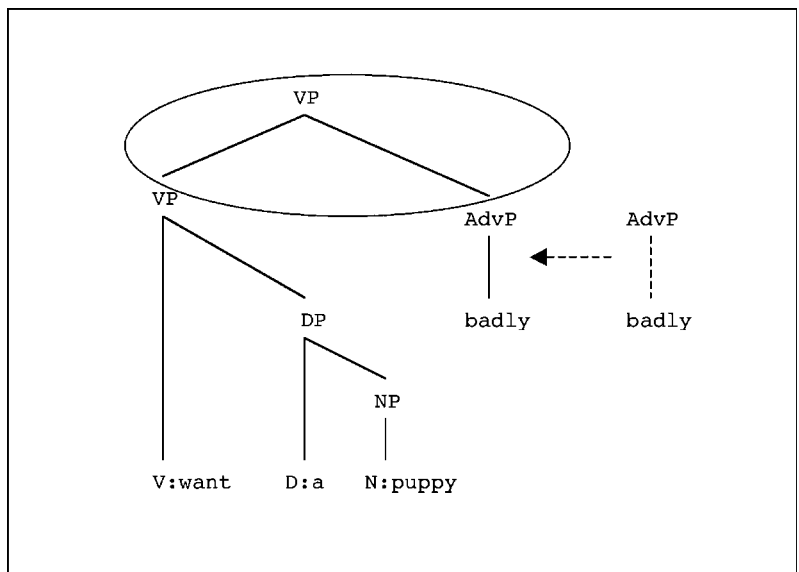 VP
VP
AdvP AdvP
DP badly badly
NP
V:want D:a N:puppy